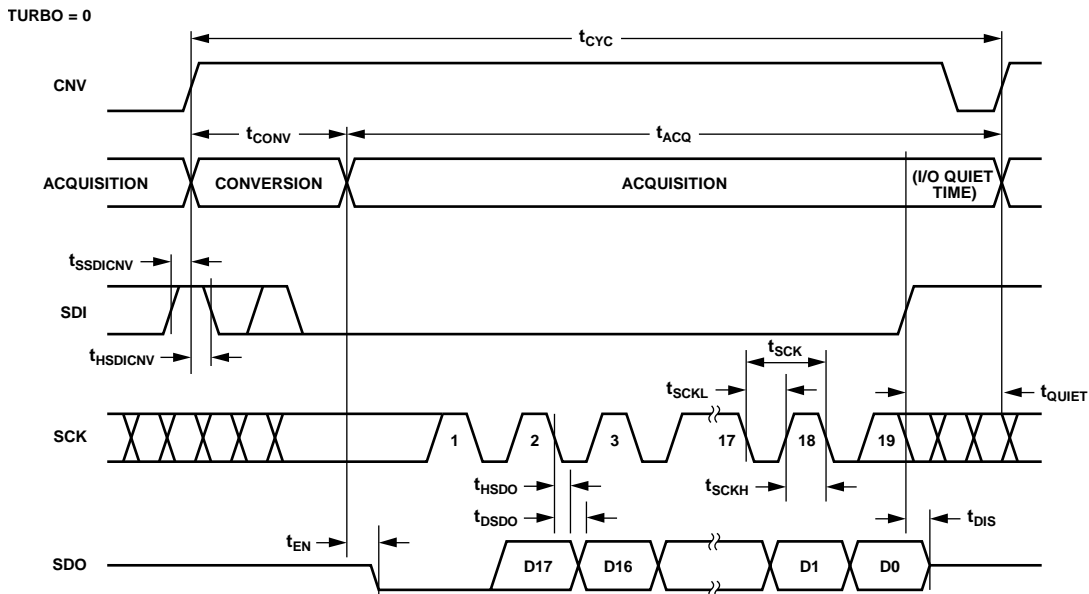 TURBO = 0
tCYC
CNV
tCONV
tACQ
ACQUISITION
CONVERSION
ACQUISITION
(I/O QUIET
TIME)
tSSDICNV
SDI
tHSDICNV
tSCK
tSCKL
tQUIET
SCK
1
2
3
17
18
19
tHSDO
tSCKH
tDSDO
tDIS
tEN
SDO
D17
D16
D1
D0